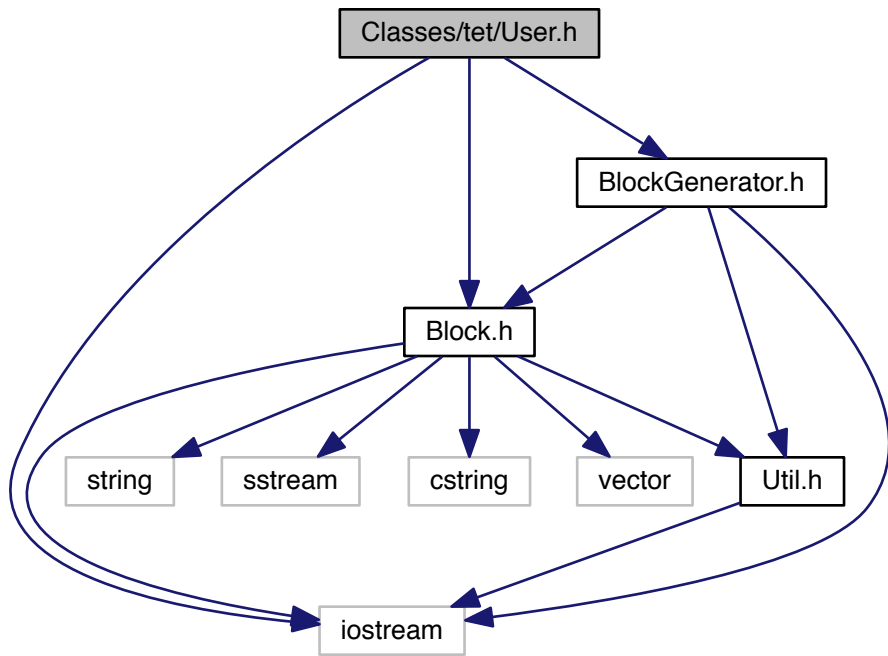 Classes/tet/User.h
BlockGenerator.h
Block.h
string
sstream
cstring
vector
Util.h
iostream